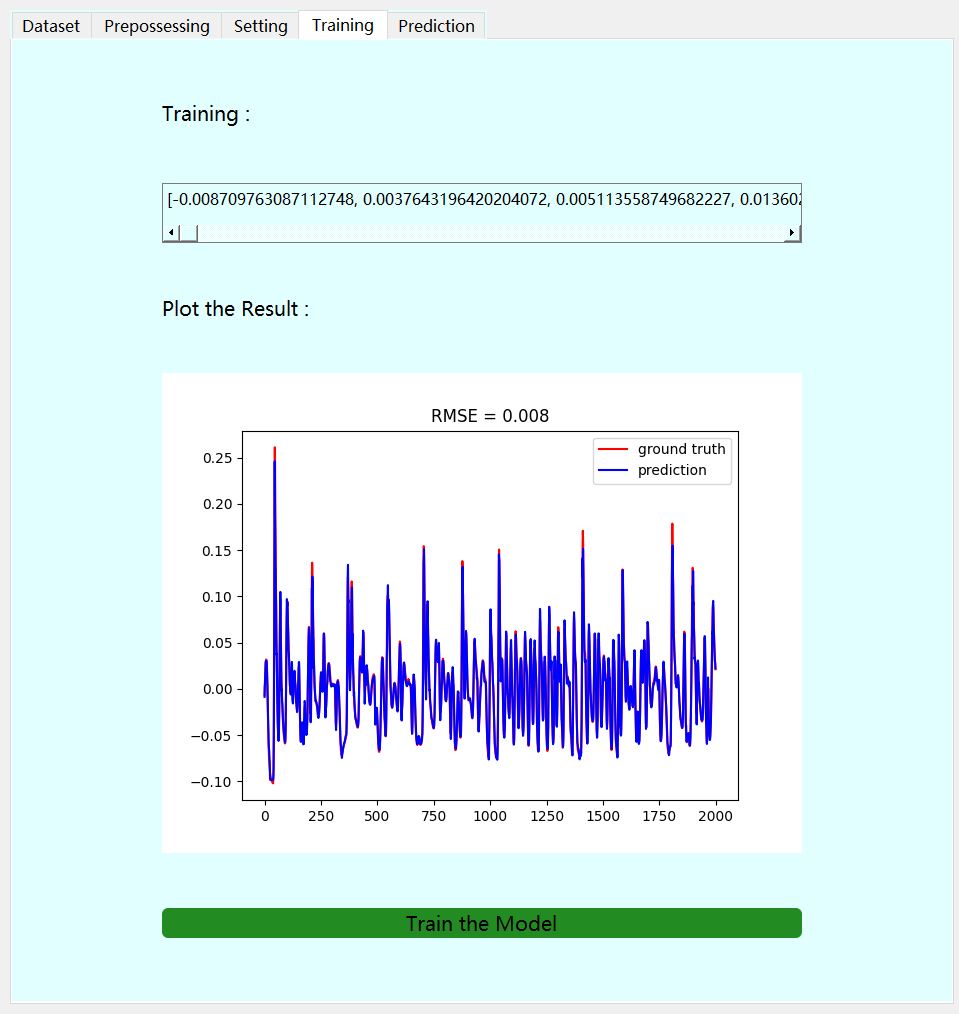 Dataset Prepossessing Setting Training Prediction
Training :
[-0.008709763087112748, 0.0037643196420204072, 0.005113558749682227, 0.01360
Plot the Result :
RMSE = 0.008
ground truth
prediction
0.25
0.20
0.15
0.10
0.05
0.00
−0.05
−0.10
0 250 500 750 1000 1250 1500 1750 2000
Train the Model